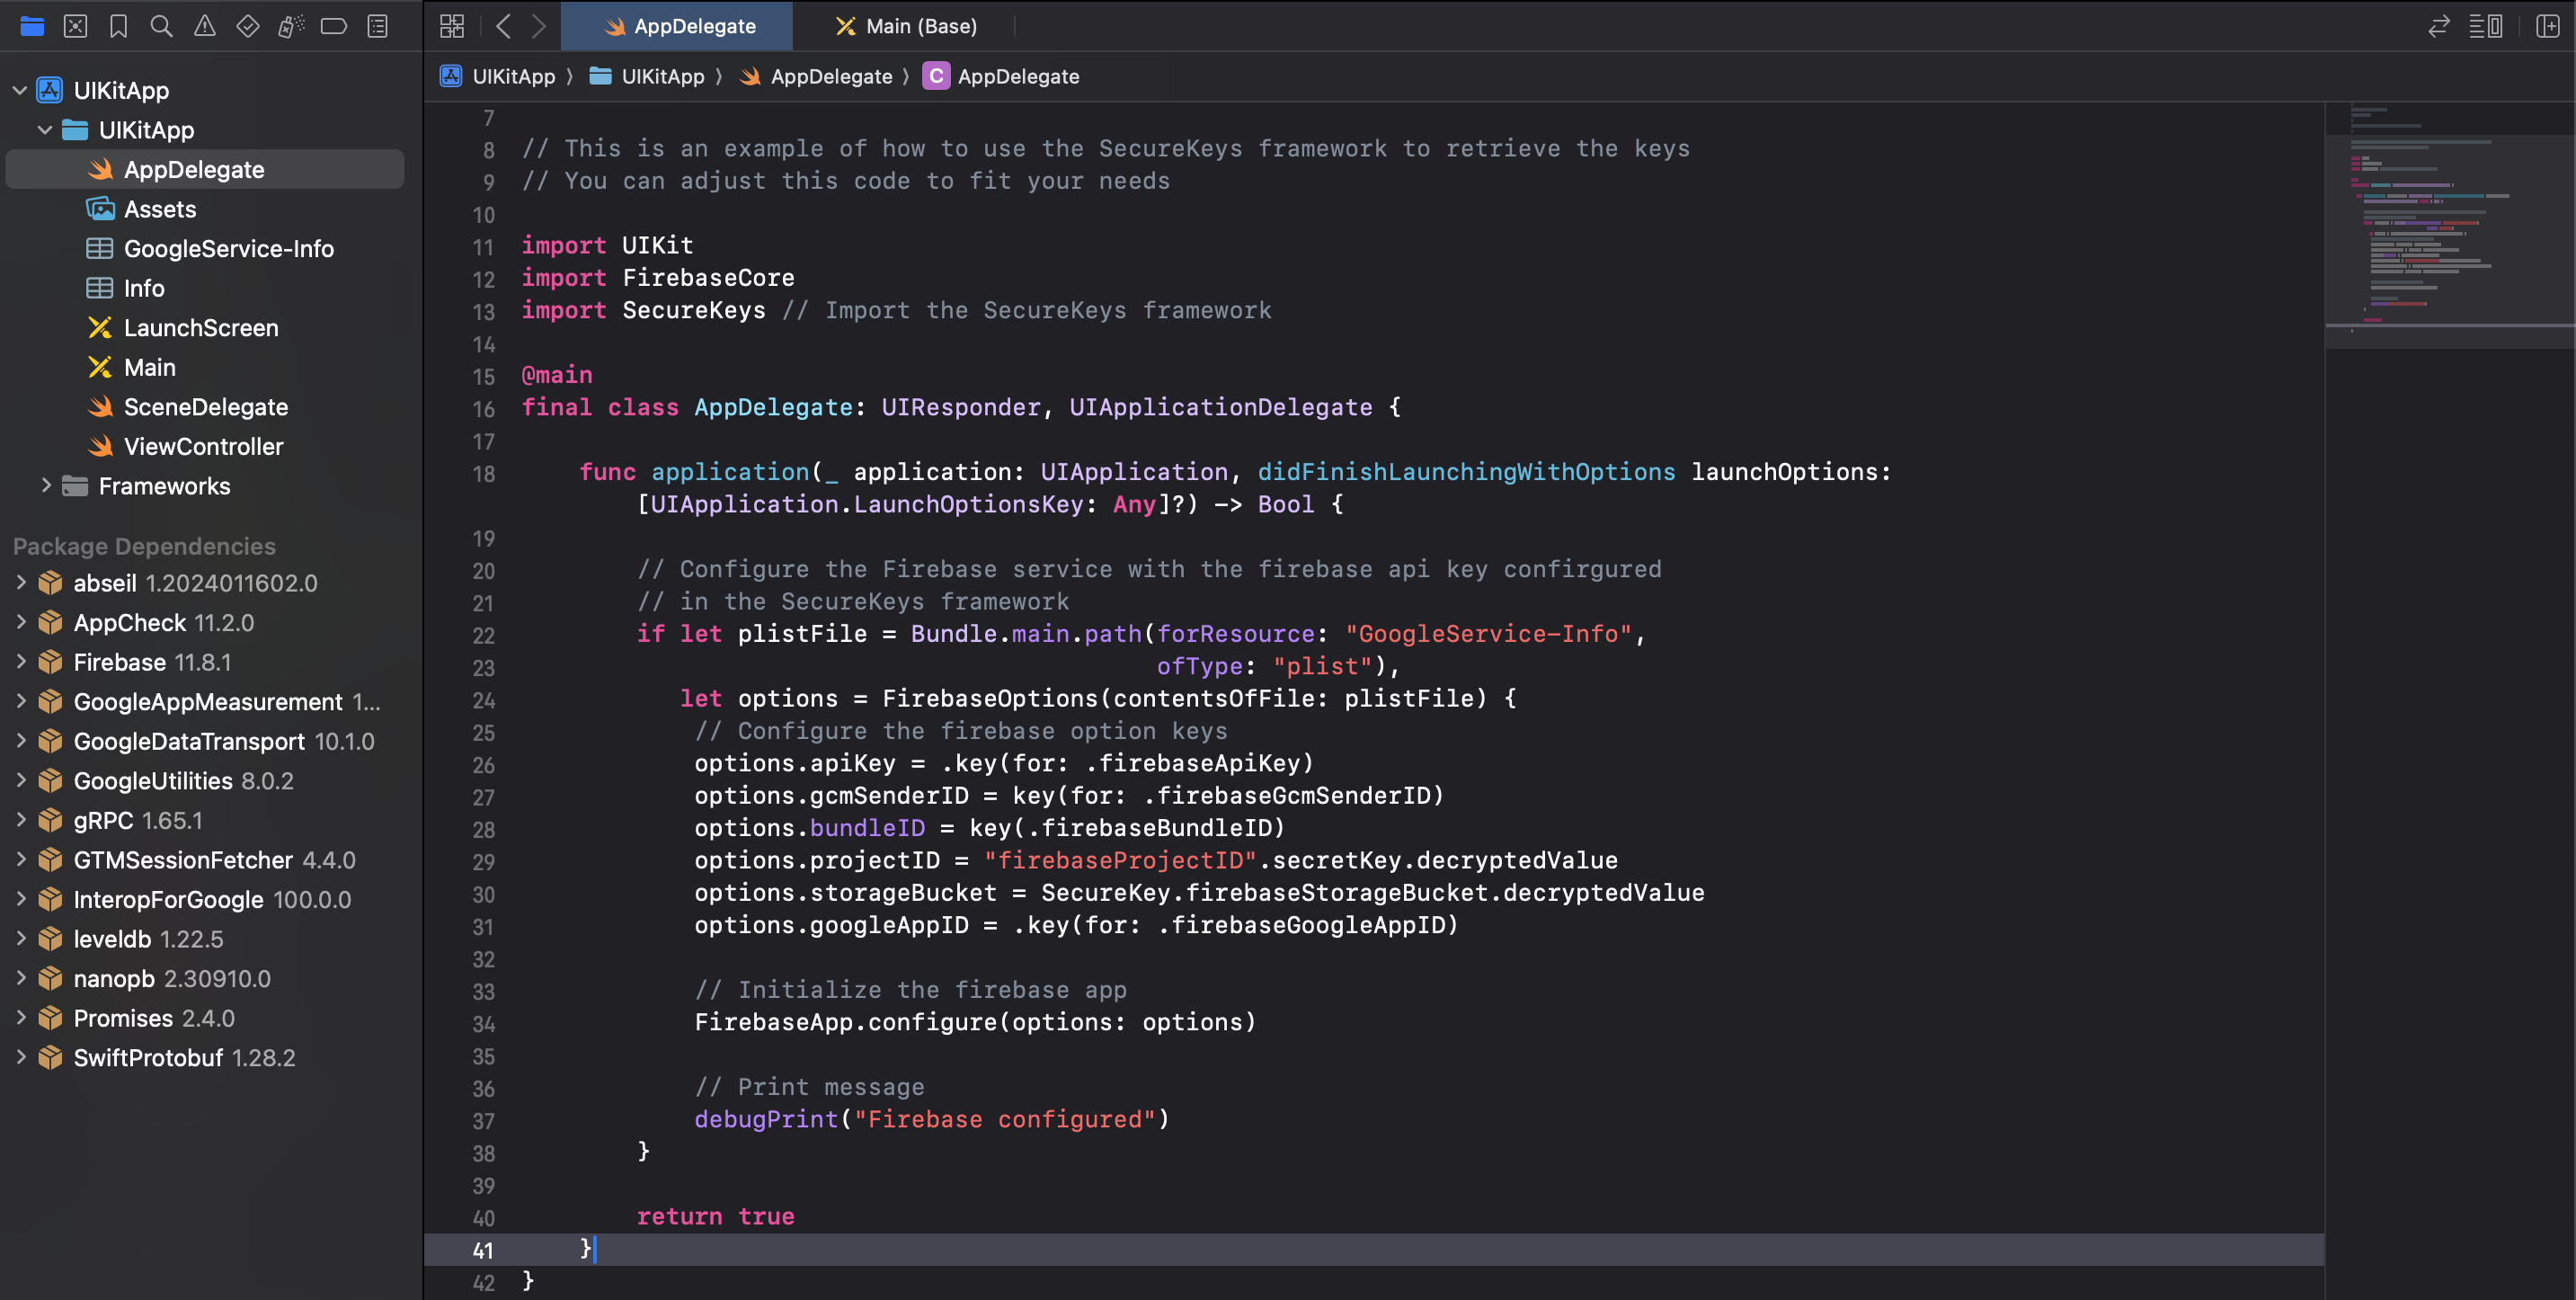 AppDelegate
Main (Base)
UIKitApp 〉 UIKitApp 〉 AppDelegate 〉 C AppDelegate
UIKitApp
UIKitApp
AppDelegate
Assets
GoogleService-Info
Info
LaunchScreen
Main
SceneDelegate
ViewController
Frameworks
Package Dependencies
abseil 1.2024011602.0
AppCheck 11.2.0
Firebase 11.8.1
GoogleAppMeasurement 1...
GoogleDataTransport 10.1.0
GoogleUtilities 8.0.2
gRPC 1.65.1
GTMSessionFetcher 4.4.0
InteropForGoogle 100.0.0
leveldb 1.22.5
nanopb 2.30910.0
Promises 2.4.0
SwiftProtobuf 1.28.2
7
8 // This is an example of how to use the SecureKeys framework to retrieve the keys
9 // You can adjust this code to fit your needs
10
11 import UIKit
12 import FirebaseCore
13 import SecureKeys // Import the SecureKeys framework
14
15 @main
16 final class AppDelegate: UIResponder, UIApplicationDelegate {
17
18     func application(_ application: UIApplication, didFinishLaunchingWithOptions launchOptions:
        [UIApplication.LaunchOptionsKey: Any]?) -> Bool {
19
20         // Configure the Firebase service with the firebase api key confirgured
21         // in the SecureKeys framework
22         if let plistFile = Bundle.main.path(forResource: "GoogleService-Info",
23                                             ofType: "plist"),
24            let options = FirebaseOptions(contentsOfFile: plistFile) {
25             // Configure the firebase option keys
26             options.apiKey = .key(for: .firebaseApiKey)
27             options.gcmSenderID = key(for: .firebaseGcmSenderID)
28             options.bundleID = key(.firebaseBundleID)
29             options.projectID = "firebaseProjectID".secretKey.decryptedValue
30             options.storageBucket = SecureKey.firebaseStorageBucket.decryptedValue
31             options.googleAppID = .key(for: .firebaseGoogleAppID)
32
33             // Initialize the firebase app
34             FirebaseApp.configure(options: options)
35
36             // Print message
37             debugPrint("Firebase configured")
38         }
39
40         return true
41     }
42 }